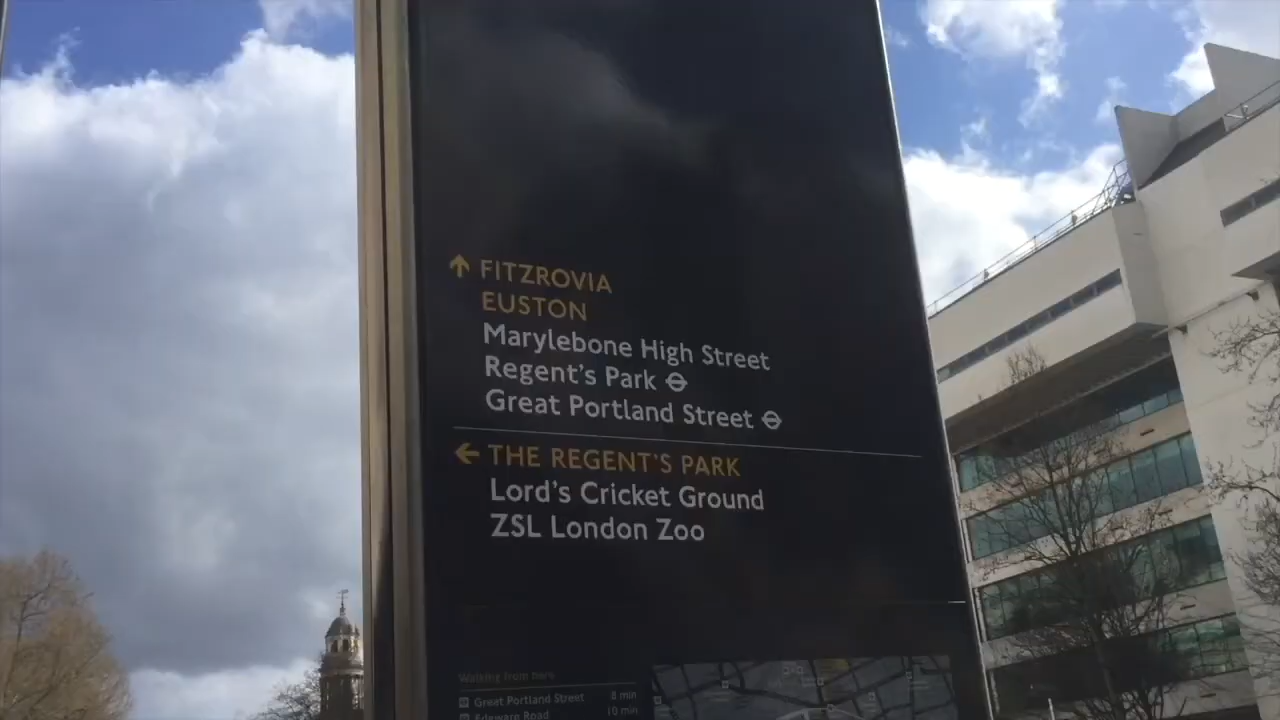 FITZROVIA
EUSTON
Marylebone High Street
Regent's Park
Great Portland Street
THE REGENT'S PARK
Lord's Cricket Ground
ZSL London Zoo
Walking from here
Great Portland Street 8 min
Edgware Road 10 min